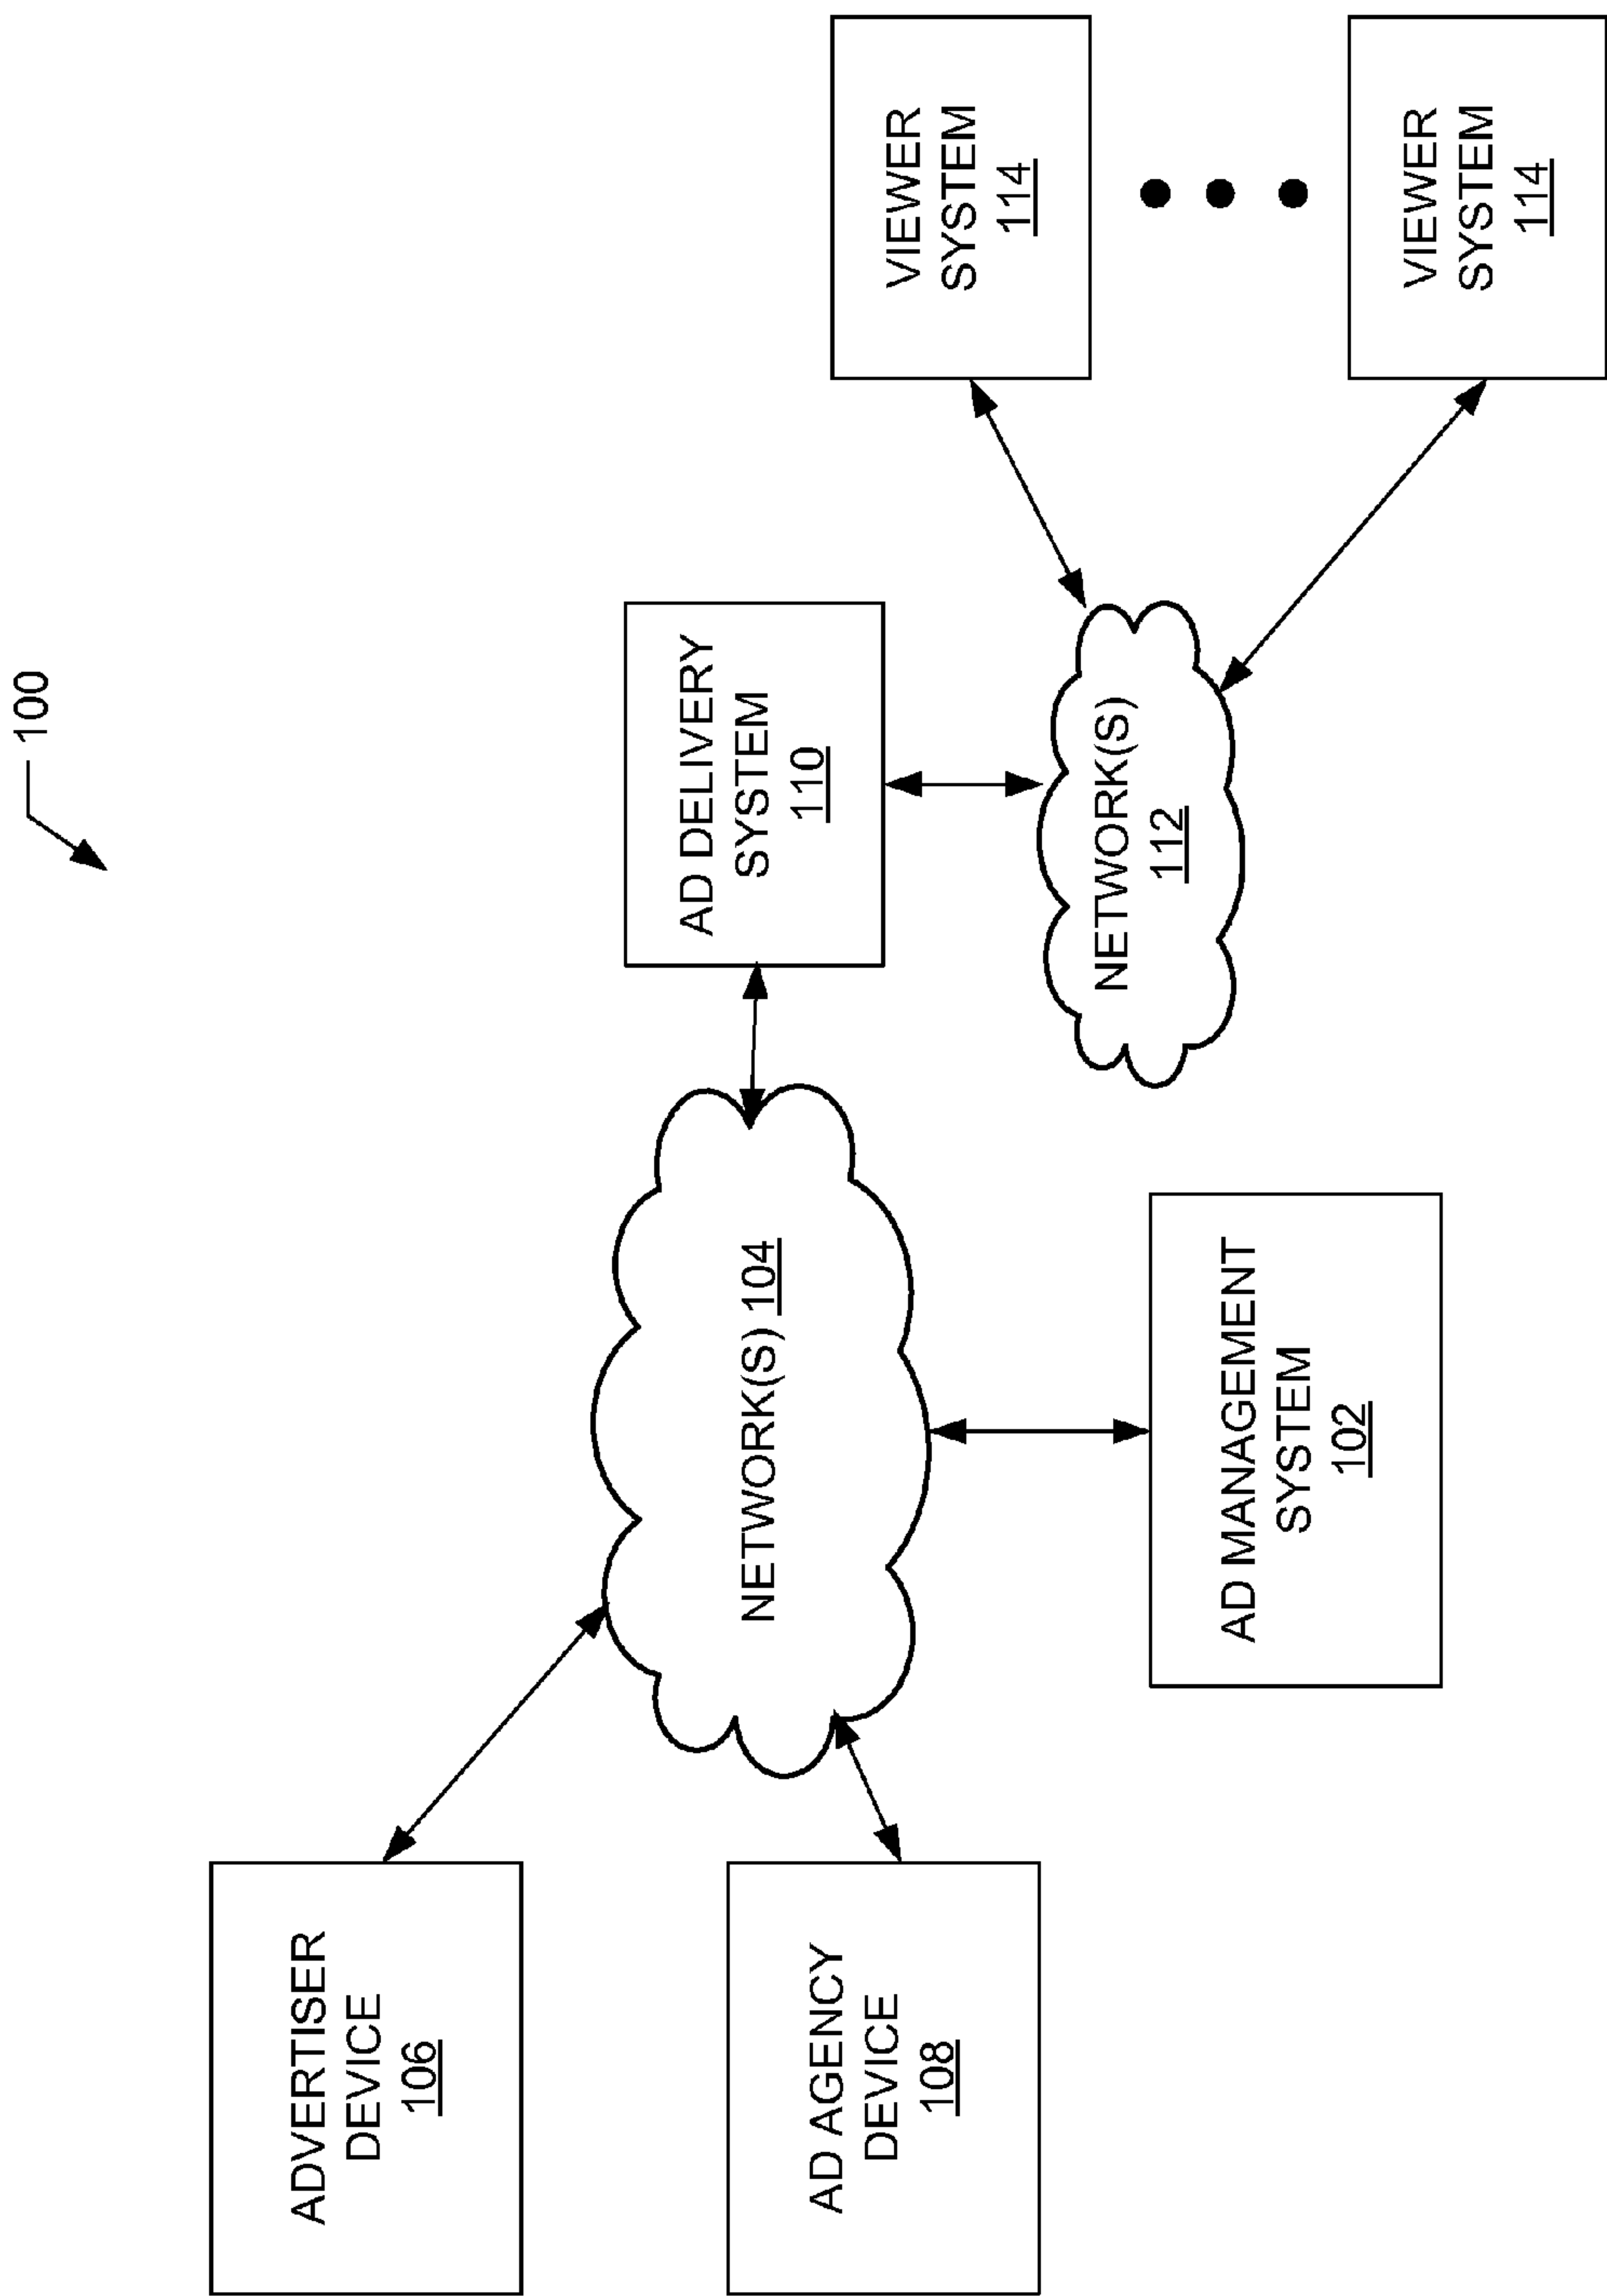 100
ADVERTISER
DEVICE
106
AD AGENCY
DEVICE
108
NETWORK(S) 104
AD MANAGEMENT
SYSTEM
102
AD DELIVERY
SYSTEM
110
NETWORK(S)
112
VIEWER
SYSTEM
114
VIEWER
SYSTEM
114